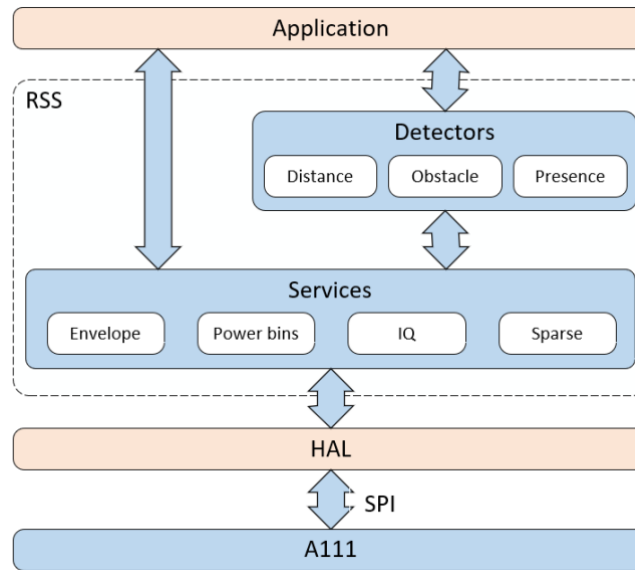 Application
RSS
Detectors
Distance Obstacle Presence
Services
Envelope Power bins IQ Sparse
HAL
SPI
A111